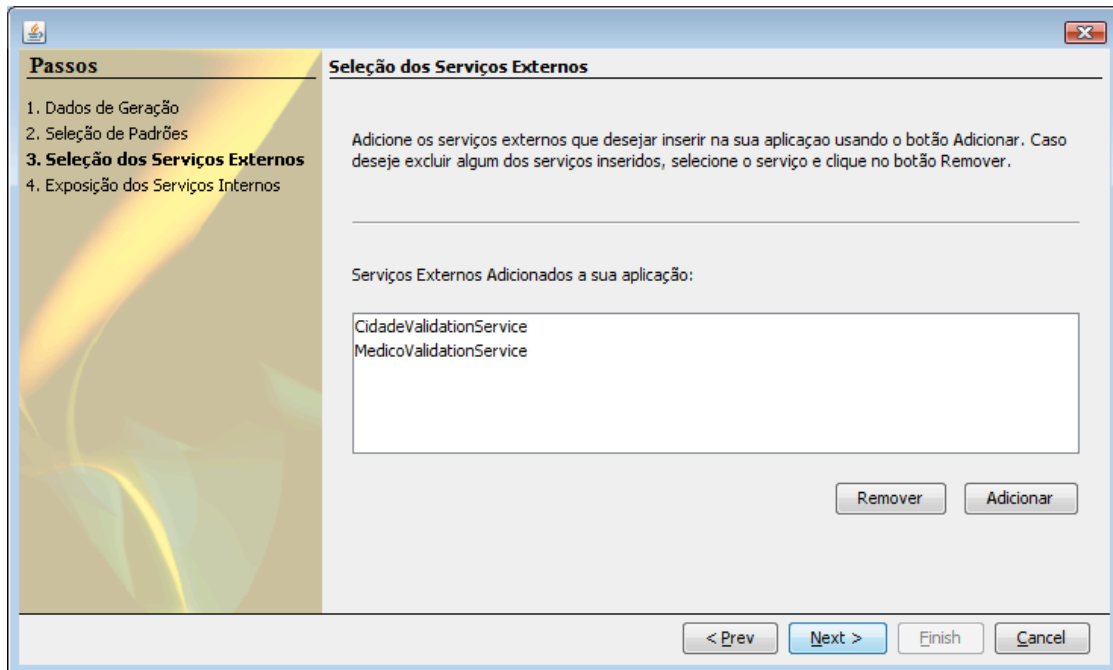 Passos
1. Dados de Geração
2. Seleção de Padrões
3. Seleção dos Serviços Externos
4. Exposição dos Serviços Internos
Seleção dos Serviços Externos
Adicione os serviços externos que desejar inserir na sua aplicaçao usando o botão Adicionar. Caso
deseje excluir algum dos serviços inseridos, selecione o serviço e clique no botão Remover.
Serviços Externos Adicionados a sua aplicação:
CidadeValidationService
MedicoValidationService
Remover
Adicionar
< Prev
Next >
Finish
Cancel